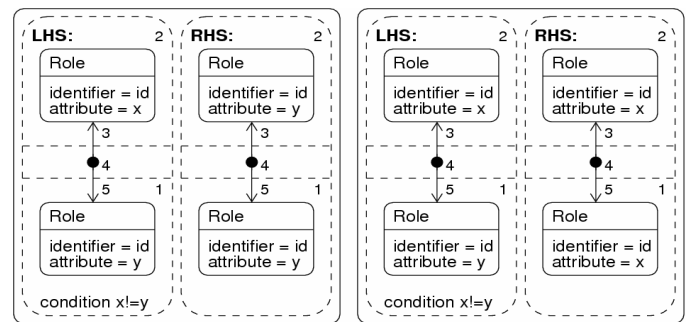 LHS: 2 RHS: 2
Role Role
identifier = id identifier = id
attribute = x attribute = y
3 3
4 4
5 1 5 1
Role Role
identifier = id identifier = id
attribute = y attribute = y
condition x!=y
LHS: 2 RHS: 2
Role Role
identifier = id identifier = id
attribute = x attribute = x
3 3
4 4
5 1 5 1
Role Role
identifier = id identifier = id
attribute = y attribute = x
condition x!=y